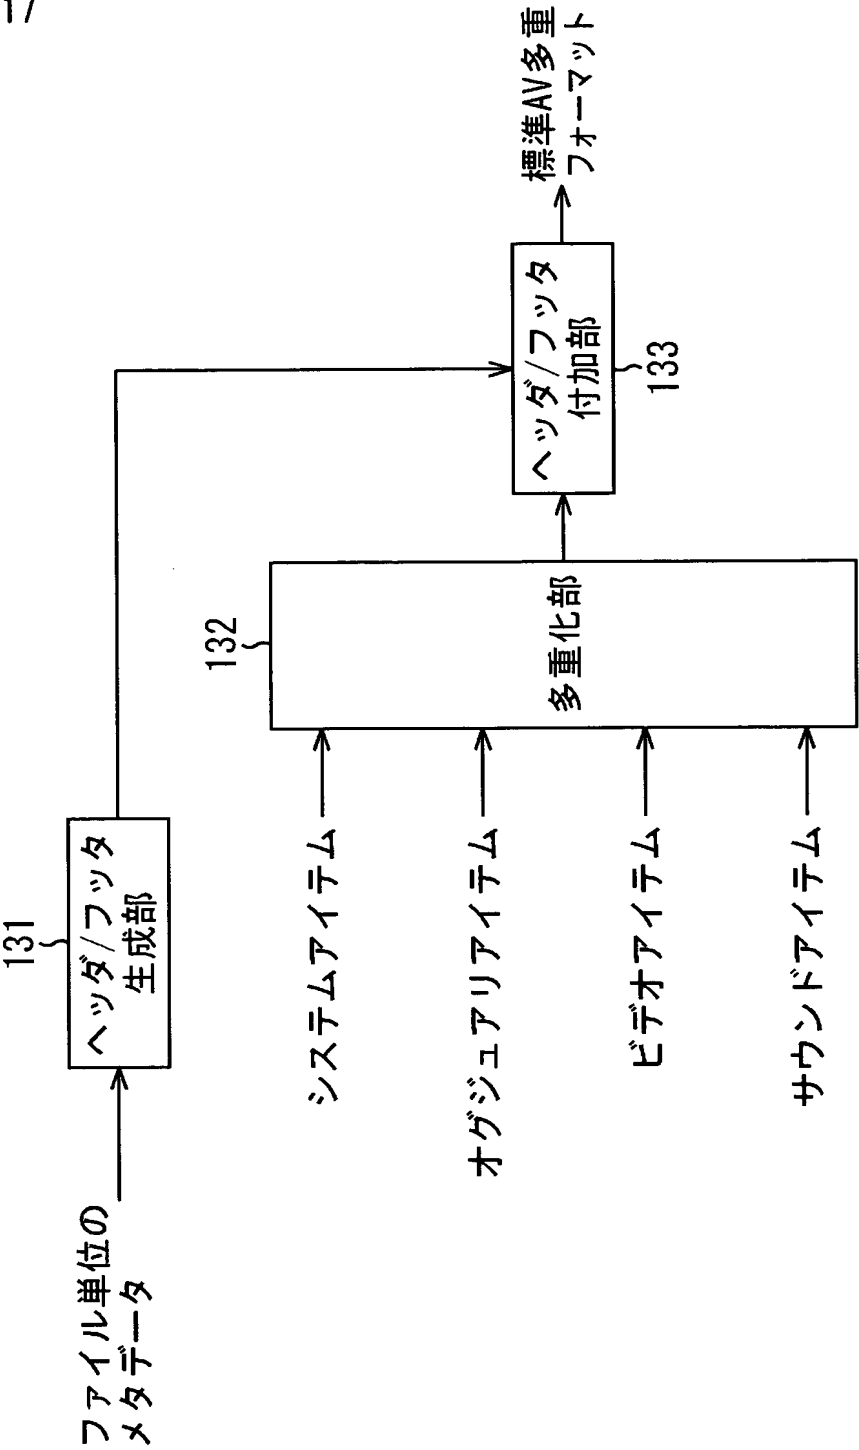 17
ファイル単位の
メタデータ
131
ヘッダ/フッタ
生成部
システムアイテム
オグジュアリアイテム
ビデオアイテム
サウンドアイテム
132
多重化部
ヘッダ/フッタ
付加部
133
標準AV多重
フォーマット